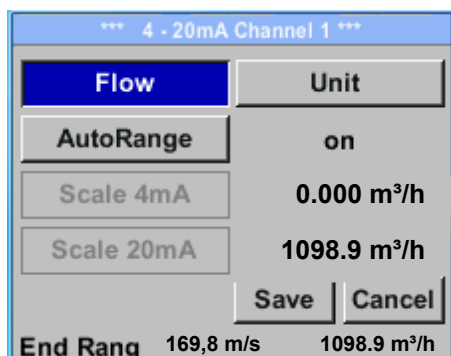 *** 4 - 20mA Channel 1 ***
Flow Unit
AutoRange on
Scale 4mA 0.000 m³/h
Scale 20mA 1098.9 m³/h
Save Cancel
End Rang 169,8 m/s 1098.9 m³/h